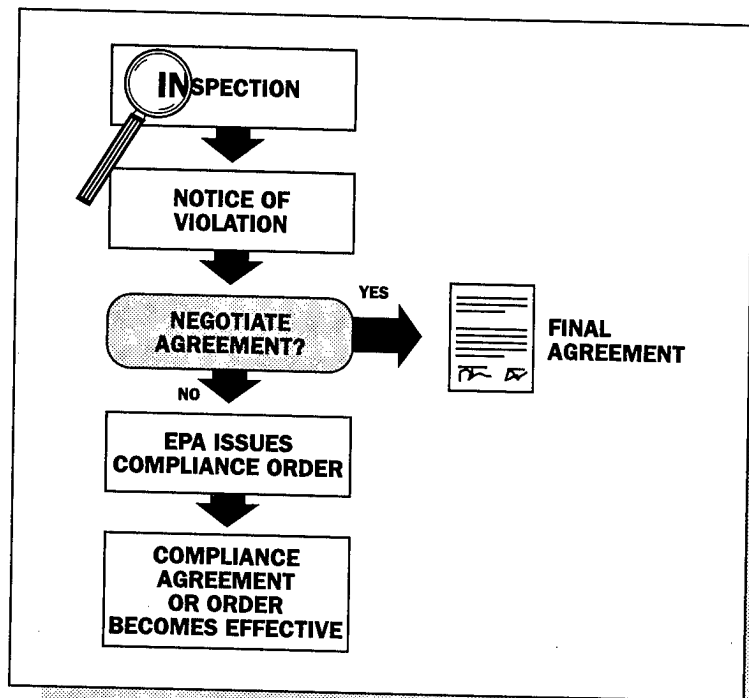 INSPECTION
NOTICE OF
VIOLATION
YES
NEGOTIATE
AGREEMENT?
FINAL
AGREEMENT
NO
EPA ISSUES
COMPLIANCE ORDER
COMPLIANCE
AGREEMENT
OR ORDER
BECOMES EFFECTIVE